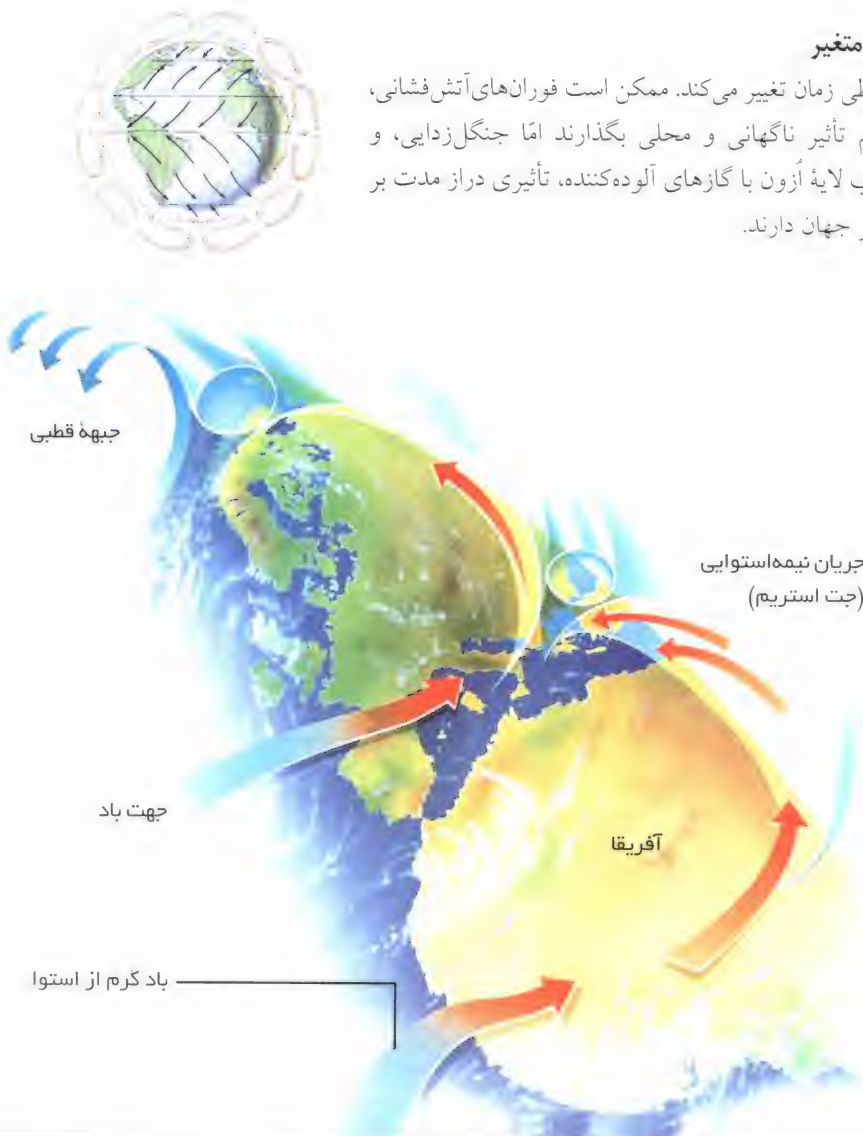 متغیر
طی زمان تغییر می‌کند. ممکن است فوران‌های آتش‌فشانی،
تأثیر ناگهانی و محلی بگذارند امّا جنگل‌زدایی، و
لایهٔ اُزون با گازهای آلوده‌کننده، تأثیری دراز مدت بر
جهان دارند.
جبههٔ قطبی
جریان نیمه‌استوایی
(جت استریم)
جهت باد
آفریقا
باد گرم از استوا